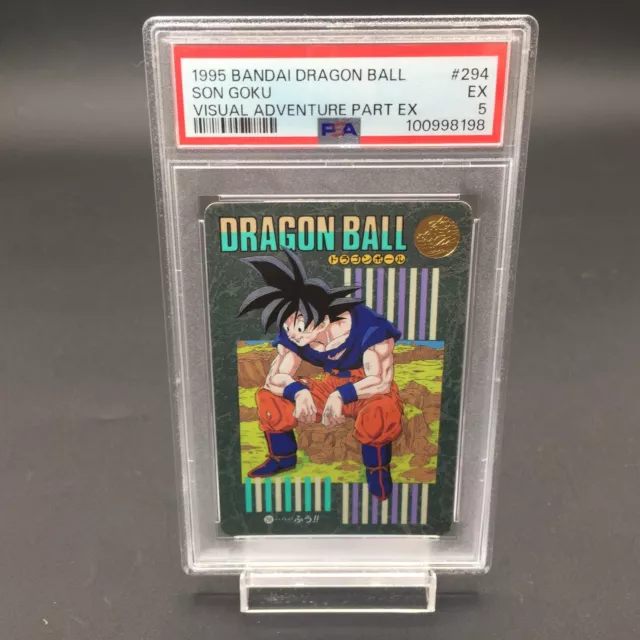 1995 BANDAI DRAGON BALL #294
SON GOKU EX
VISUAL ADVENTURE PART EX 5
PSA 100998198
DRAGON BALL
ドラゴンボール
ふう!!